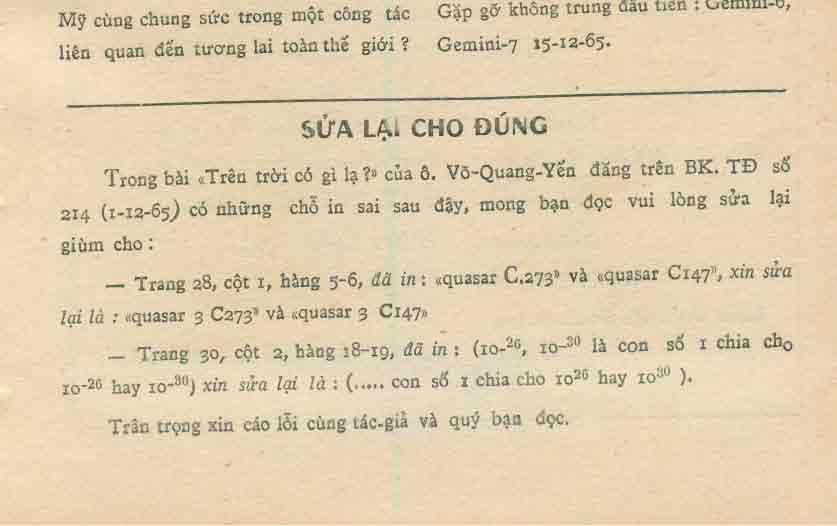 Mỹ cùng chung sức trong một công tác
liên quan đến tương lai toàn thế giới ?
Gặp gỡ không trung đầu tiên : Gemini-6,
Gemini-7 15-12-65.
SỬA LẠI CHO ĐÚNG
Trong bài «Trên trời có gì lạ ?» của ô. Võ-Quang-Yến đăng trên BK. TĐ số
214 (1-12-65) có những chỗ in sai sau đậy, mong bạn đọc vui lòng sửa lại
giùm cho :
— Trang 28, cột 1, hàng 5-6, đã in : «quasar C.273» và «quasar C147», xin sửa
lại là : «quasar 3 C273» và «quasar 3 C147»
— Trang 30, cột 2, hàng 18-19, đã in : (10-²⁶, 10-³⁰ là con số 1 chia cho
10-²⁶ hay 10-³⁰) xin sửa lại là : (..... con số 1 chia cho 10²⁶ hay 10³⁰ ).
Trân trọng xin cáo lỗi cùng tác-giả và quý bạn đọc.